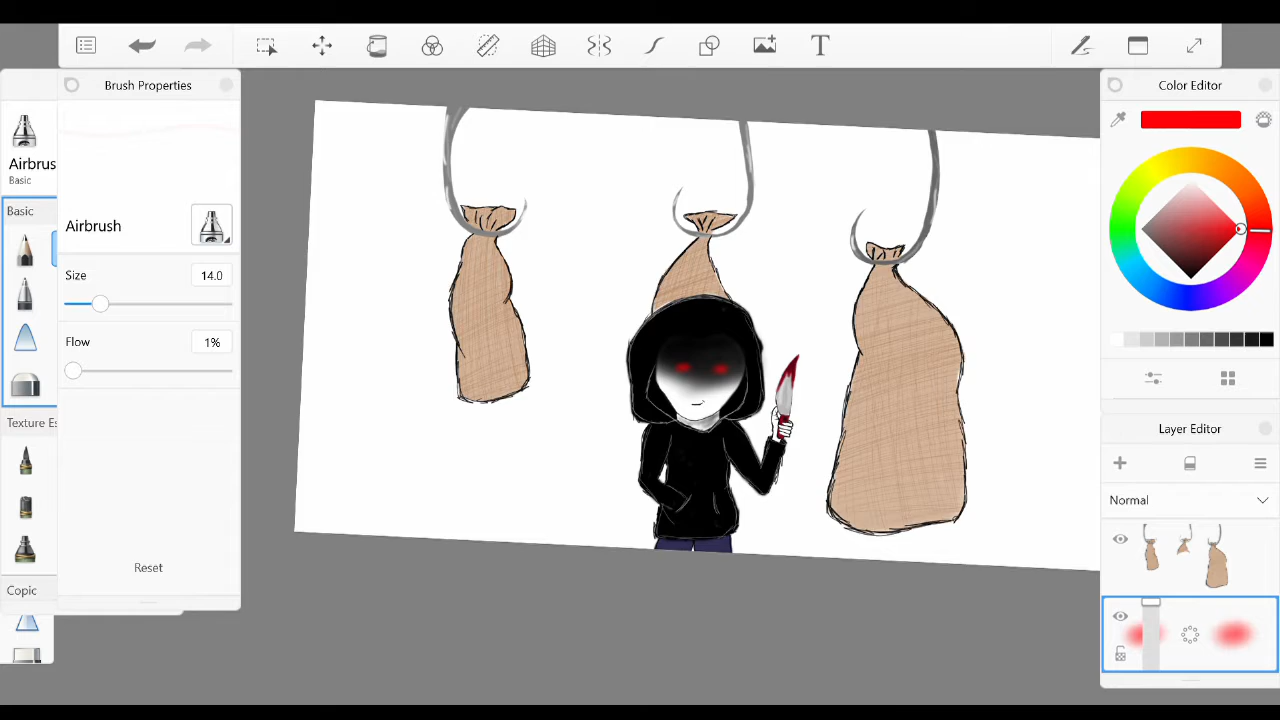 Brush Properties
Airbrush
Basic
Basic
Airbrush
Size
14.0
Flow
1%
Texture Es
Reset
Copic
T
Color Editor
Layer Editor
Normal